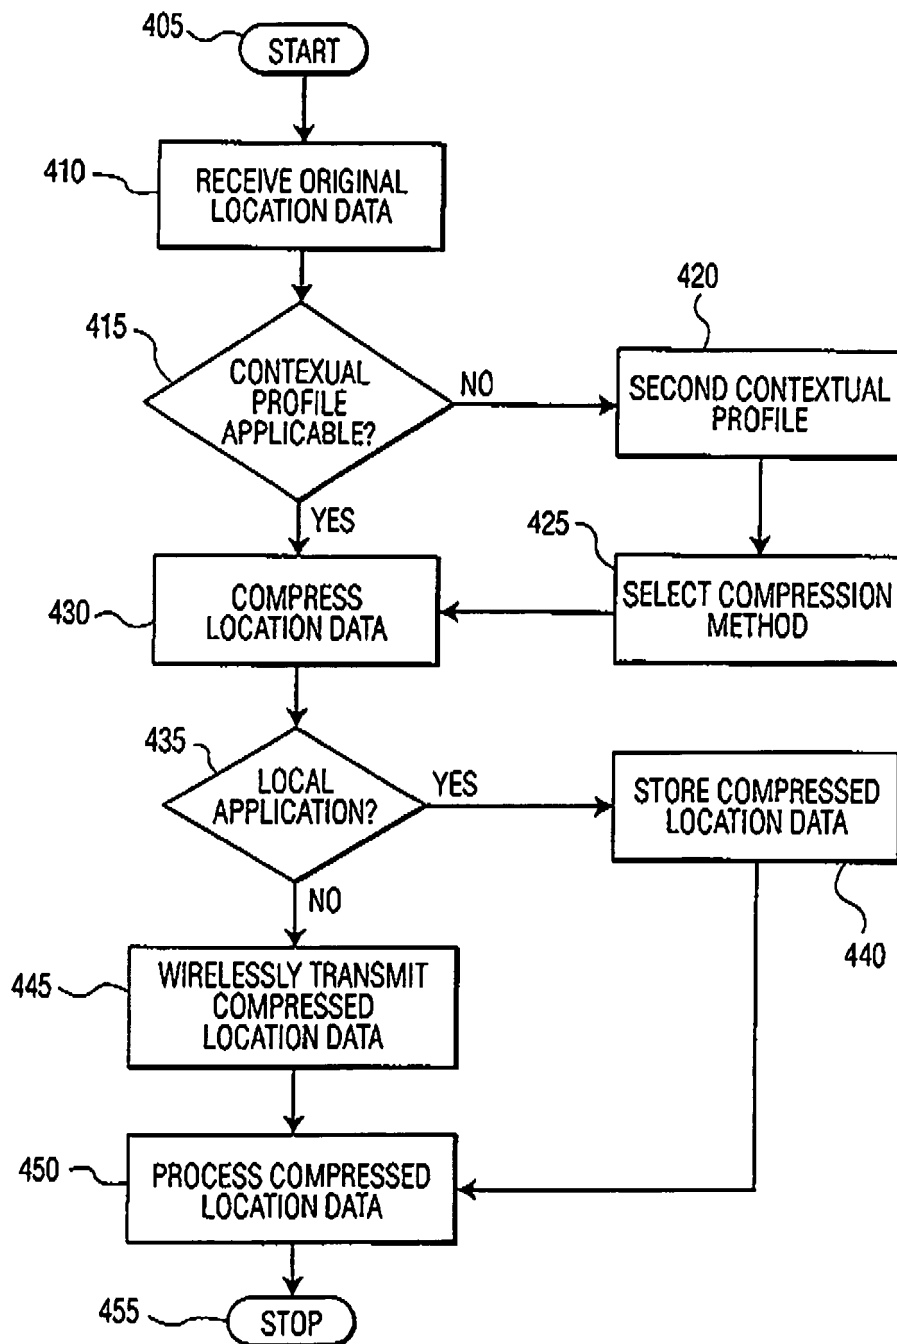 405
START
410
RECEIVE ORIGINAL
LOCATION DATA
415
CONTEXUAL
PROFILE
APPLICABLE?
NO
420
SECOND CONTEXTUAL
PROFILE
YES
425
SELECT COMPRESSION
METHOD
430
COMPRESS
LOCATION DATA
435
LOCAL
APPLICATION?
YES
STORE COMPRESSED
LOCATION DATA
440
NO
445
WIRELESSLY TRANSMIT
COMPRESSED
LOCATION DATA
450
PROCESS COMPRESSED
LOCATION DATA
455
STOP